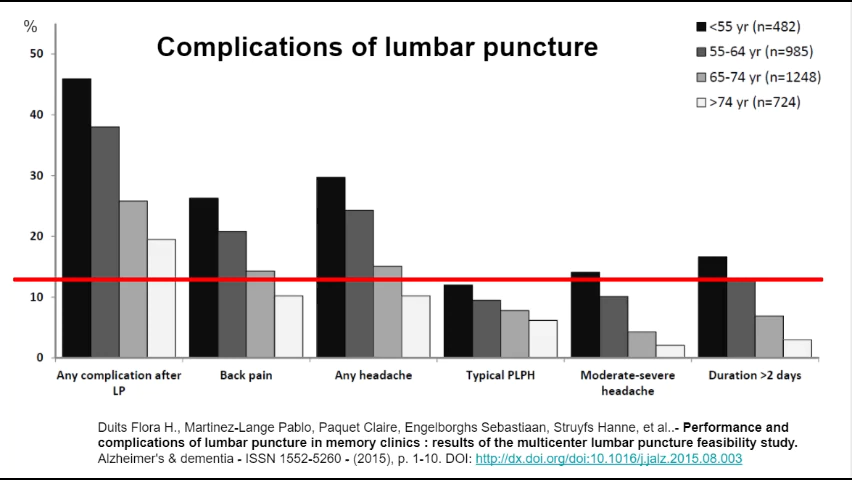 %
Complications of lumbar puncture
<55 yr (n=482)
55-64 yr (n=985)
65-74 yr (n=1248)
>74 yr (n=724)
50
40
30
20
10
0
Any complication after
LP
Back pain
Any headache
Typical PLPH
Moderate-severe
headache
Duration >2 days
Duits Flora H., Martinez-Lange Pablo, Paquet Claire, Engelborghs Sebastiaan, Struyfs Hanne, et al..- Performance and
complications of lumbar puncture in memory clinics : results of the multicenter lumbar puncture feasibility study.
Alzheimer's & dementia - ISSN 1552-5260 - (2015), p. 1-10. DOI: http://dx.doi.org/doi:10.1016/j.jalz.2015.08.003